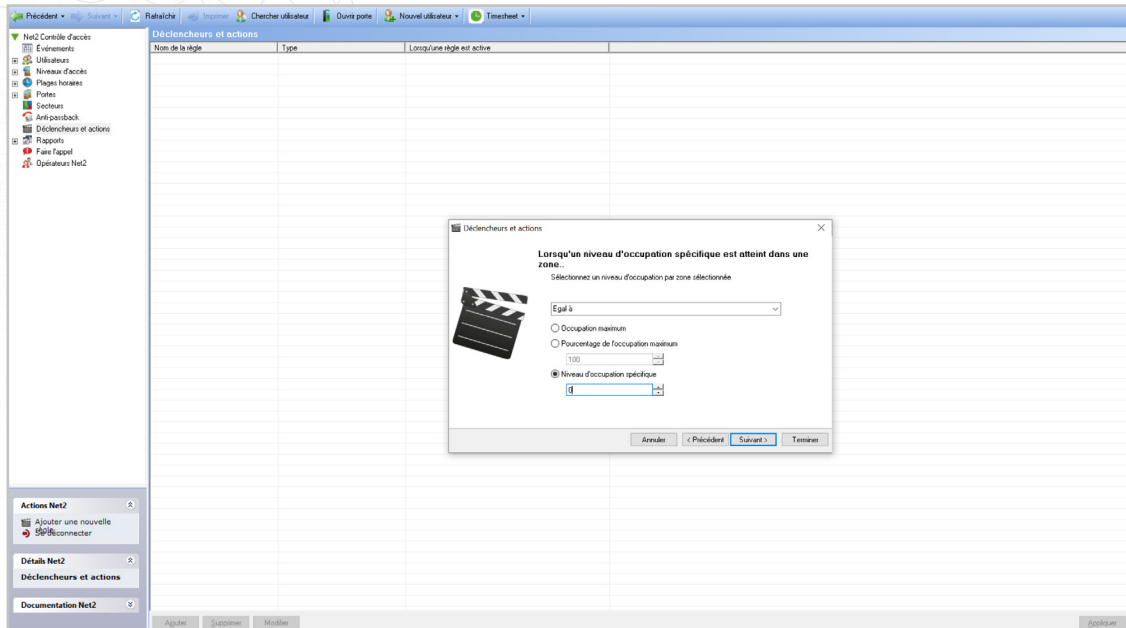 Précédent Suivant Rafraîchir Imprimer Chercher utilisateur Ouvrir porte Nouvel utilisateur Timesheet
Net2 Contrôle d'accès
Événements
Utilisateurs
Niveaux d'accès
Plages horaires
Portes
Secteurs
Anti-passback
Déclencheurs et actions
Rapports
Faire l'appel
Opérateurs Net2
Déclencheurs et actions
Nom de la règle Type Lorsqu'une règle est active
Déclencheurs et actions
Lorsqu'un niveau d'occupation spécifique est atteint dans une
zone..
Sélectionnez un niveau d'occupation par zone sélectionnée
Egal à
Occupation maximum
Pourcentage de l'occupation maximum
100
Niveau d'occupation spécifique
0
Annuler < Précédent Suivant > Terminer
Actions Net2
Ajouter une nouvelle
règle
Se déconnecter
Détails Net2
Déclencheurs et actions
Documentation Net2
Ajouter Supprimer Modifier Appliquer